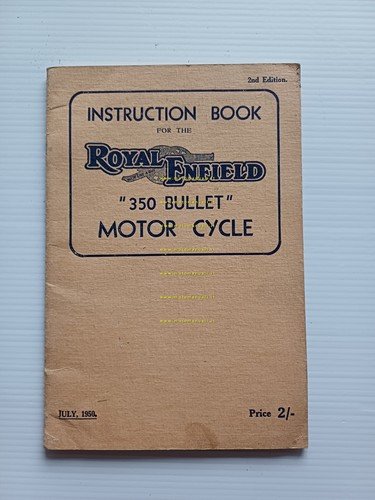 2nd Edition.
INSTRUCTION BOOK
FOR THE
ROYAL ENFIELD
"350 BULLET"
MOTOR CYCLE
JULY, 1950.
Price 2/-